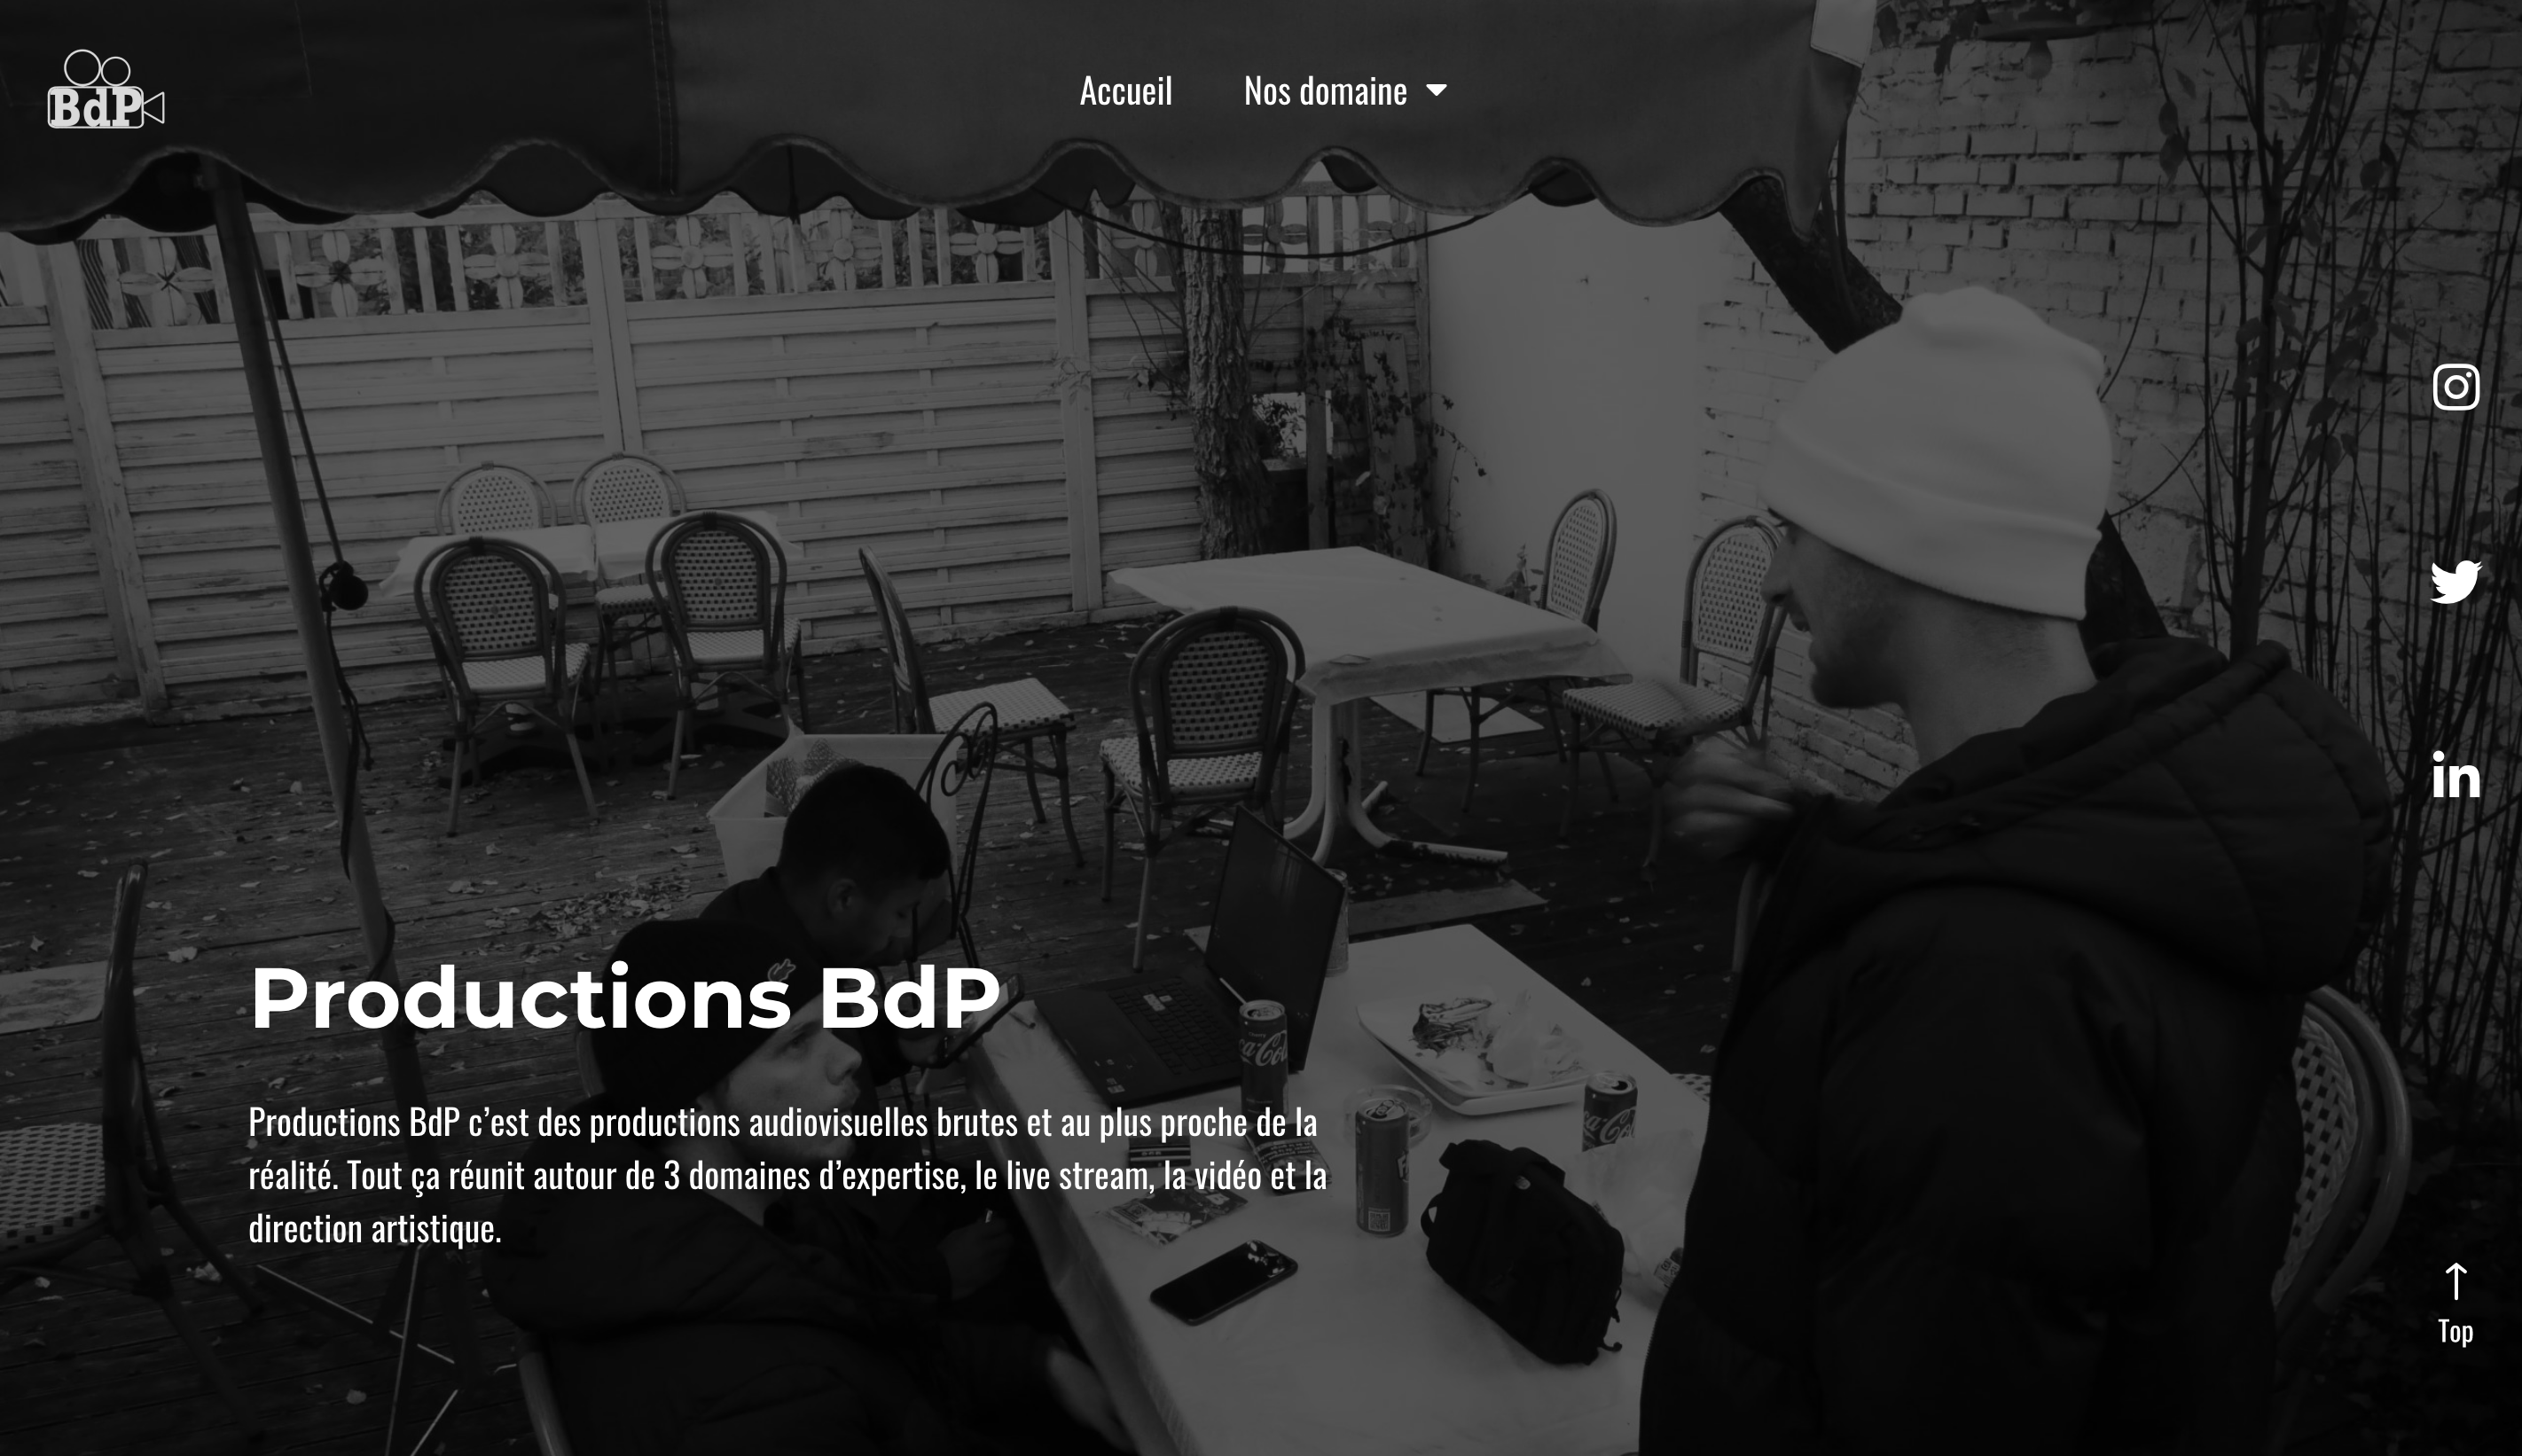 BdP
Accueil
Nos domaine
Productions BdP
Productions BdP c’est des productions audiovisuelles brutes et au plus proche de la
réalité. Tout ça réunit autour de 3 domaines d’expertise, le live stream, la vidéo et la
direction artistique.
in
Top